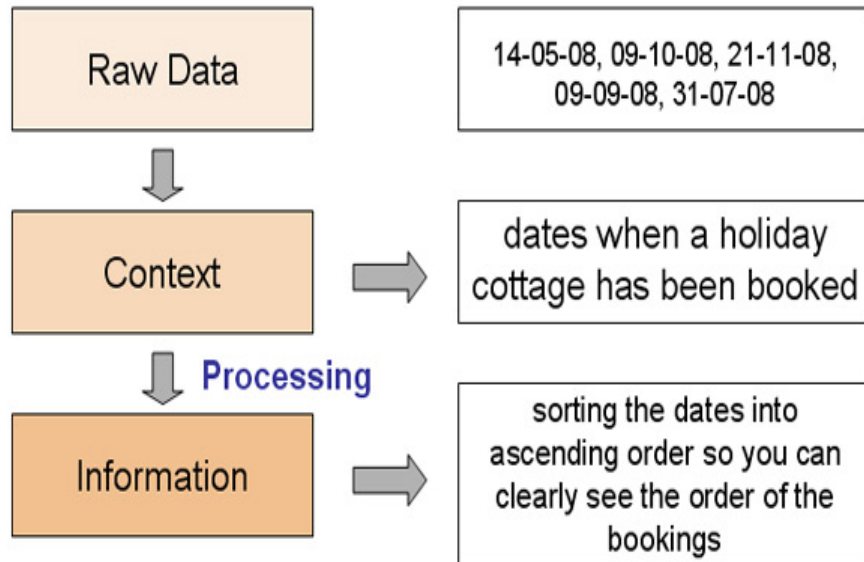 Raw Data
14-05-08, 09-10-08, 21-11-08,
09-09-08, 31-07-08
Context
dates when a holiday
cottage has been booked
Processing
Information
sorting the dates into
ascending order so you can
clearly see the order of the
bookings